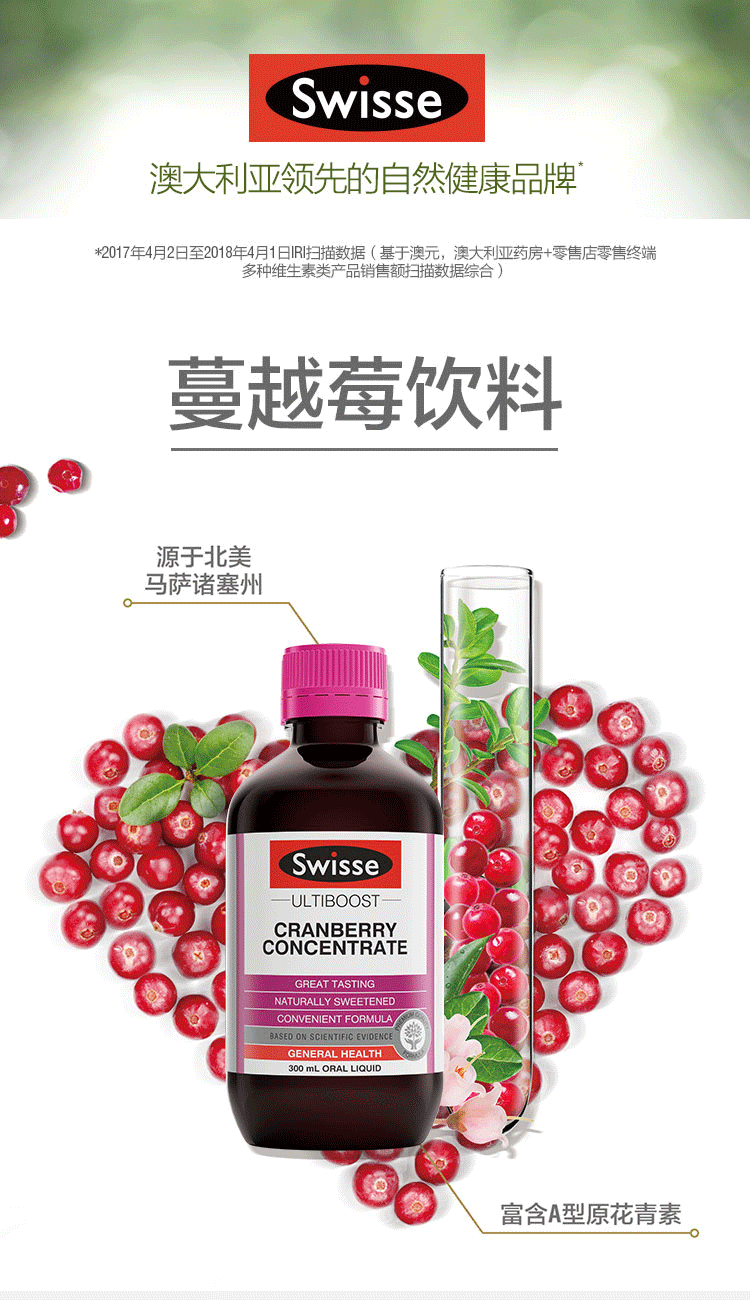 Swisse
澳大利亚领先的自然健康品牌*
*2017年4月2日至2018年4月1日IRI扫描数据（基于澳元，澳大利亚药房+零售店零售终端
多种维生素类产品销售额扫描数据综合）
蔓越莓饮料
源于北美
马萨诸塞州
Swisse
ULTIBOOST
CRANBERRY
CONCENTRATE
GREAT TASTING
NATURALLY SWEETENED
CONVENIENT FORMULA
BASED ON SCIENTIFIC EVIDENCE
PREMIUM QUALITY
FORMULA
GENERAL HEALTH
300 mL ORAL LIQUID
富含A型原花青素